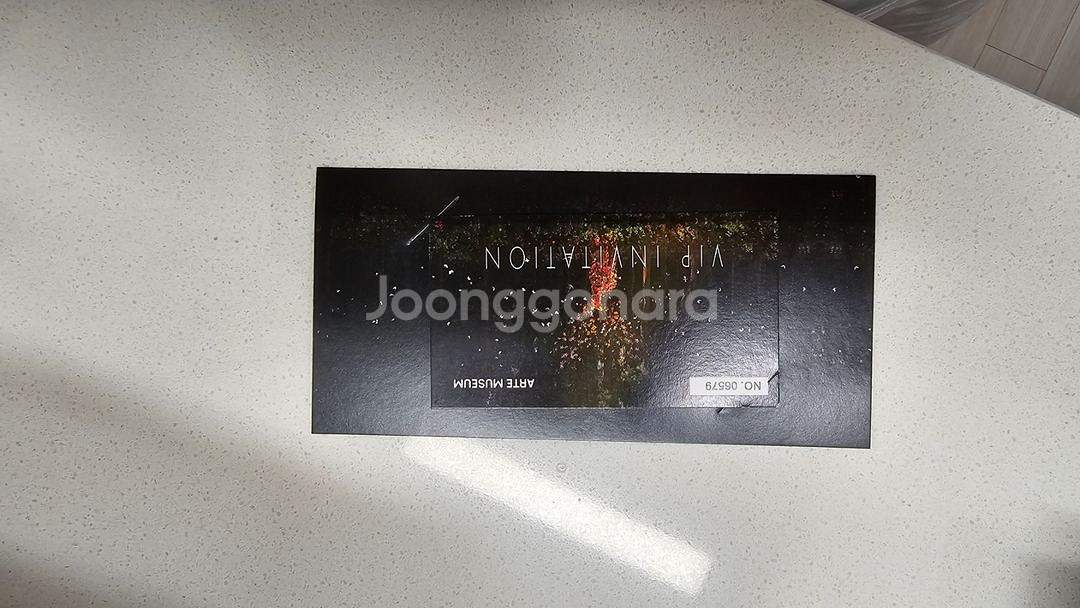 NO. 06579
ARTE MUSEUM
VIP INVITATION
Joonggonara